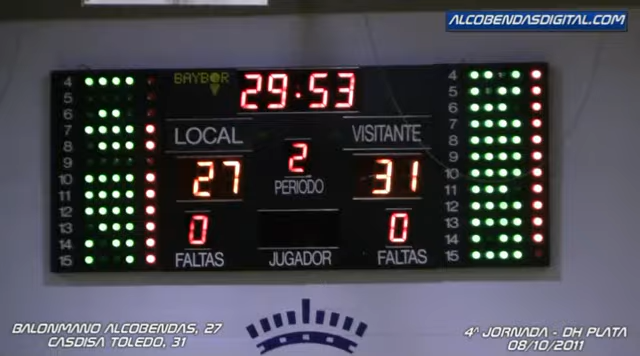 ALCOBENDASDIGITAL.COM
BAYBOR
29·53
LOCAL
VISITANTE
27
2
31
PERIODO
0
0
FALTAS
JUGADOR
FALTAS
4
5
6
7
8
9
10
11
12
13
14
15
4
5
6
7
8
9
10
11
12
13
14
15
BALONMANO ALCOBENDAS, 27
CASDISA TOLEDO, 31
4ª JORNADA - DH PLATA
08/10/2011